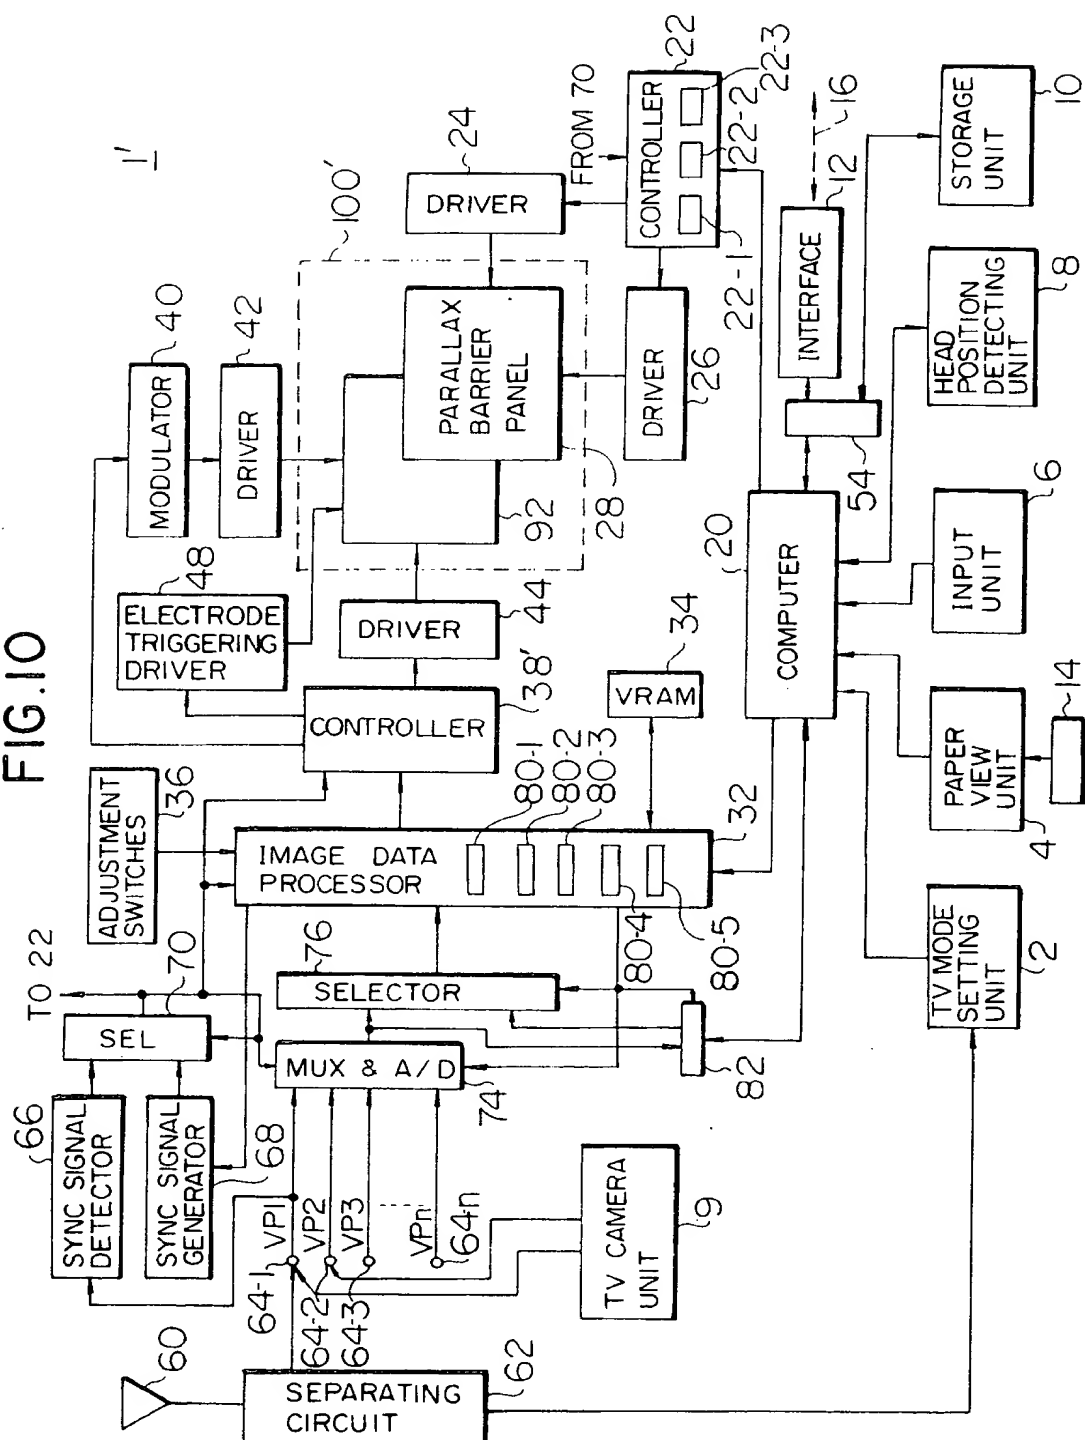 FIG.10
1'
60
SEPARATING
CIRCUIT
62
64-1
64-2
64-3
64-n
VP1
VP2
VP3
VPn
TV CAMERA
UNIT
9
SYNC SIGNAL
DETECTOR
66
SYNC SIGNAL
GENERATOR
68
SEL
70
TO 22
MUX & A/D
74
SELECTOR
76
82
ADJUSTMENT
SWITCHES
36
IMAGE DATA
PROCESSOR
80-1
80-2
80-3
80-4
80-5
32
VRAM
34
CONTROLLER
38'
ELECTRODE
TRIGGERING
DRIVER
48
DRIVER
44
MODULATOR
40
DRIVER
42
100'
PARALLAX
BARRIER
PANEL
92
28
DRIVER
24
DRIVER
26
FROM 70
CONTROLLER
22
22-1
22-2
22-3
COMPUTER
20
INTERFACE
12
16
54
TV MODE
SETTING
UNIT
2
PAPER
VIEW
UNIT
4
14
INPUT
UNIT
6
HEAD
POSITION
DETECTING
UNIT
8
STORAGE
UNIT
10